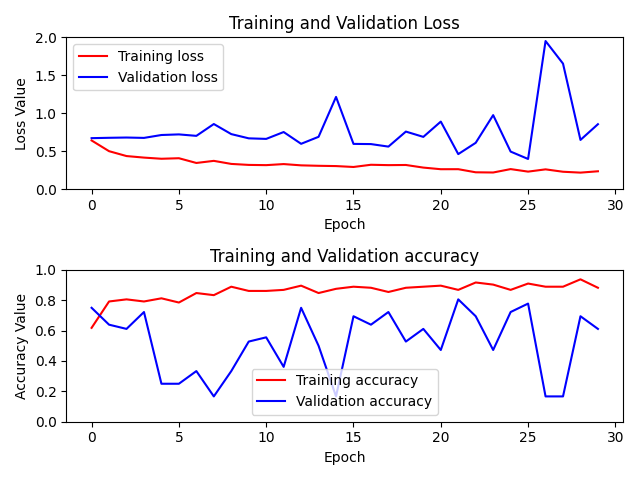 Training and Validation Loss
2.0
1.5
1.0
0.5
0.0
Loss Value
Training loss
Validation loss
0 5 10 15 20 25 30
Epoch
Training and Validation accuracy
1.0
0.8
0.6
0.4
0.2
0.0
Accuracy Value
Training accuracy
Validation accuracy
0 5 10 15 20 25 30
Epoch